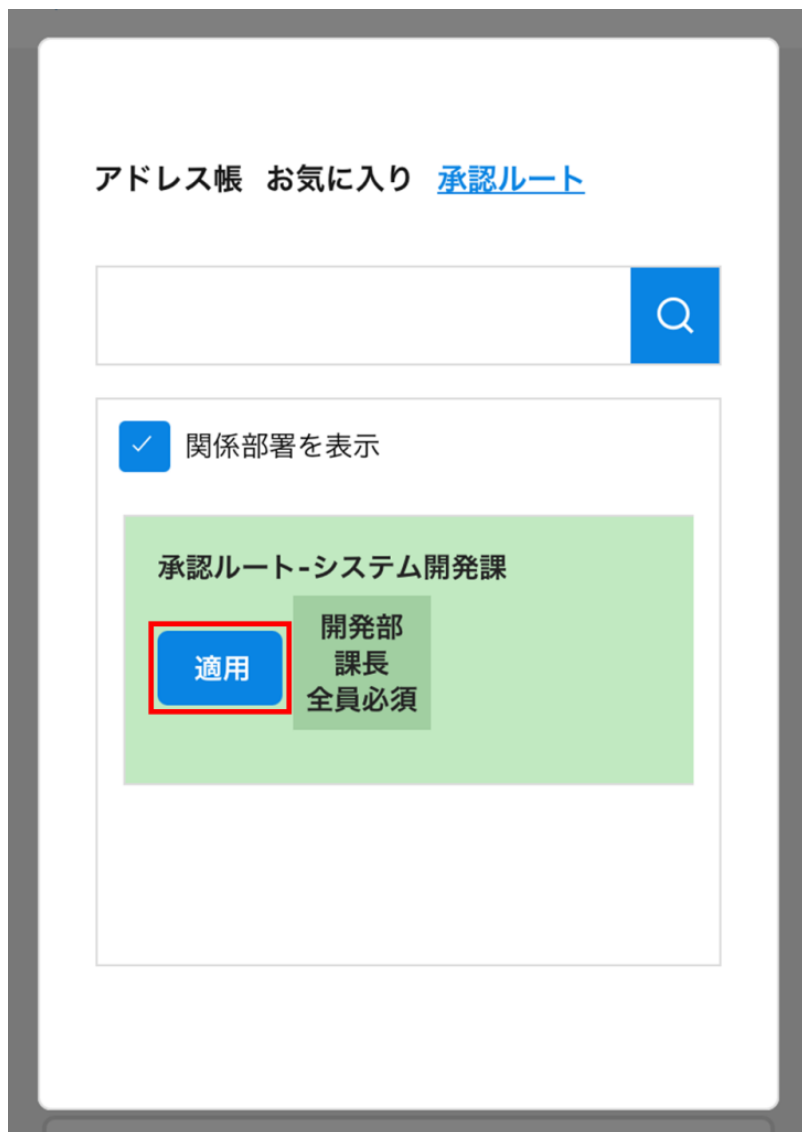 アドレス帳 お気に入り 承認ルート
関係部署を表示
承認ルート-システム開発課
適用
開発部
課長
全員必須